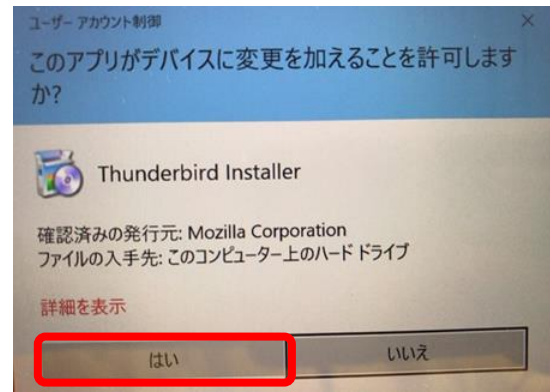 ユーザー アカウント制御
このアプリがデバイスに変更を加えることを許可します
か?
Thunderbird Installer
確認済みの発行元: Mozilla Corporation
ファイルの入手先: このコンピューター上のハード ドライブ
詳細を表示
はい
いいえ